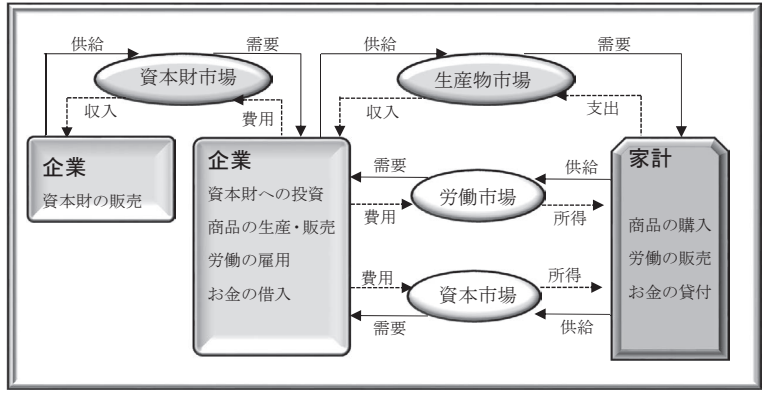 供給
需要
供給
需要
資本財市場
生産物市場
収入
費用
収入
支出
企業
資本財の販売
企業
資本財への投資
商品の生産・販売
労働の雇用
お金の借入
需要
供給
労働市場
費用
所得
費用
所得
資本市場
需要
供給
家計
商品の購入
労働の販売
お金の貸付